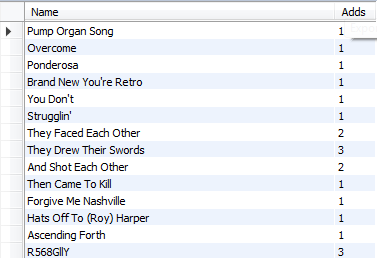 Name Adds
Pump Organ Song 1
Overcome 1
Ponderosa 1
Brand New You're Retro 1
You Don't 1
Strugglin' 1
They Faced Each Other 2
They Drew Their Swords 3
And Shot Each Other 2
Then Came To Kill 1
Forgive Me Nashville 1
Hats Off To (Roy) Harper 1
Ascending Forth 1
R568GllY 3